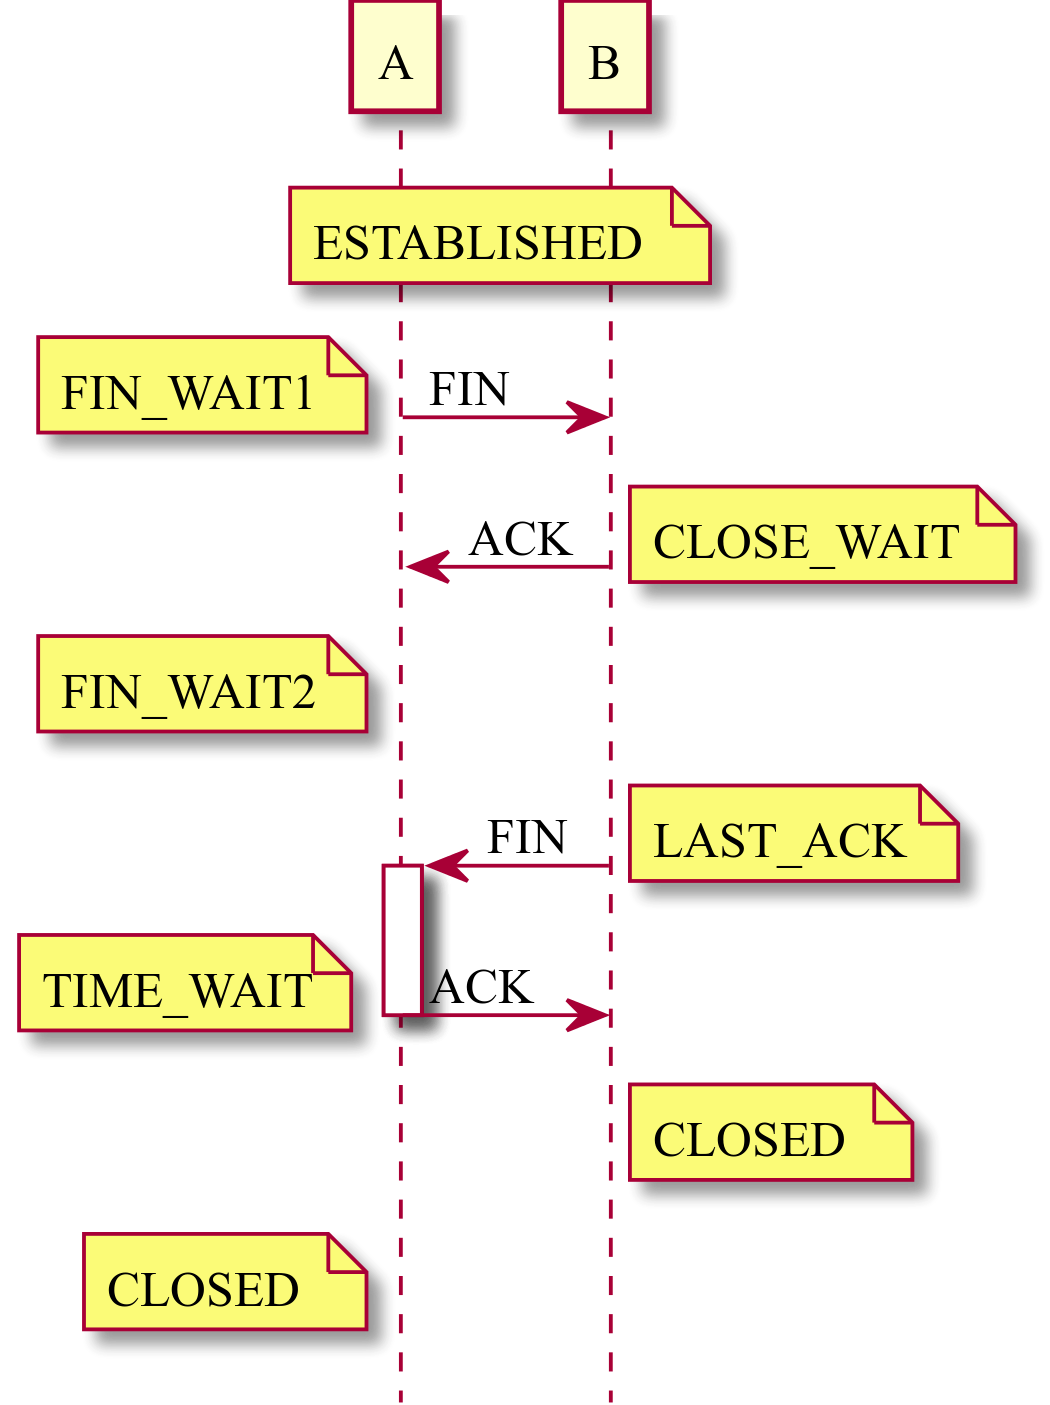 A
B
ESTABLISHED
FIN_WAIT1
FIN
ACK
CLOSE_WAIT
FIN_WAIT2
FIN
LAST_ACK
TIME_WAIT
ACK
CLOSED
CLOSED